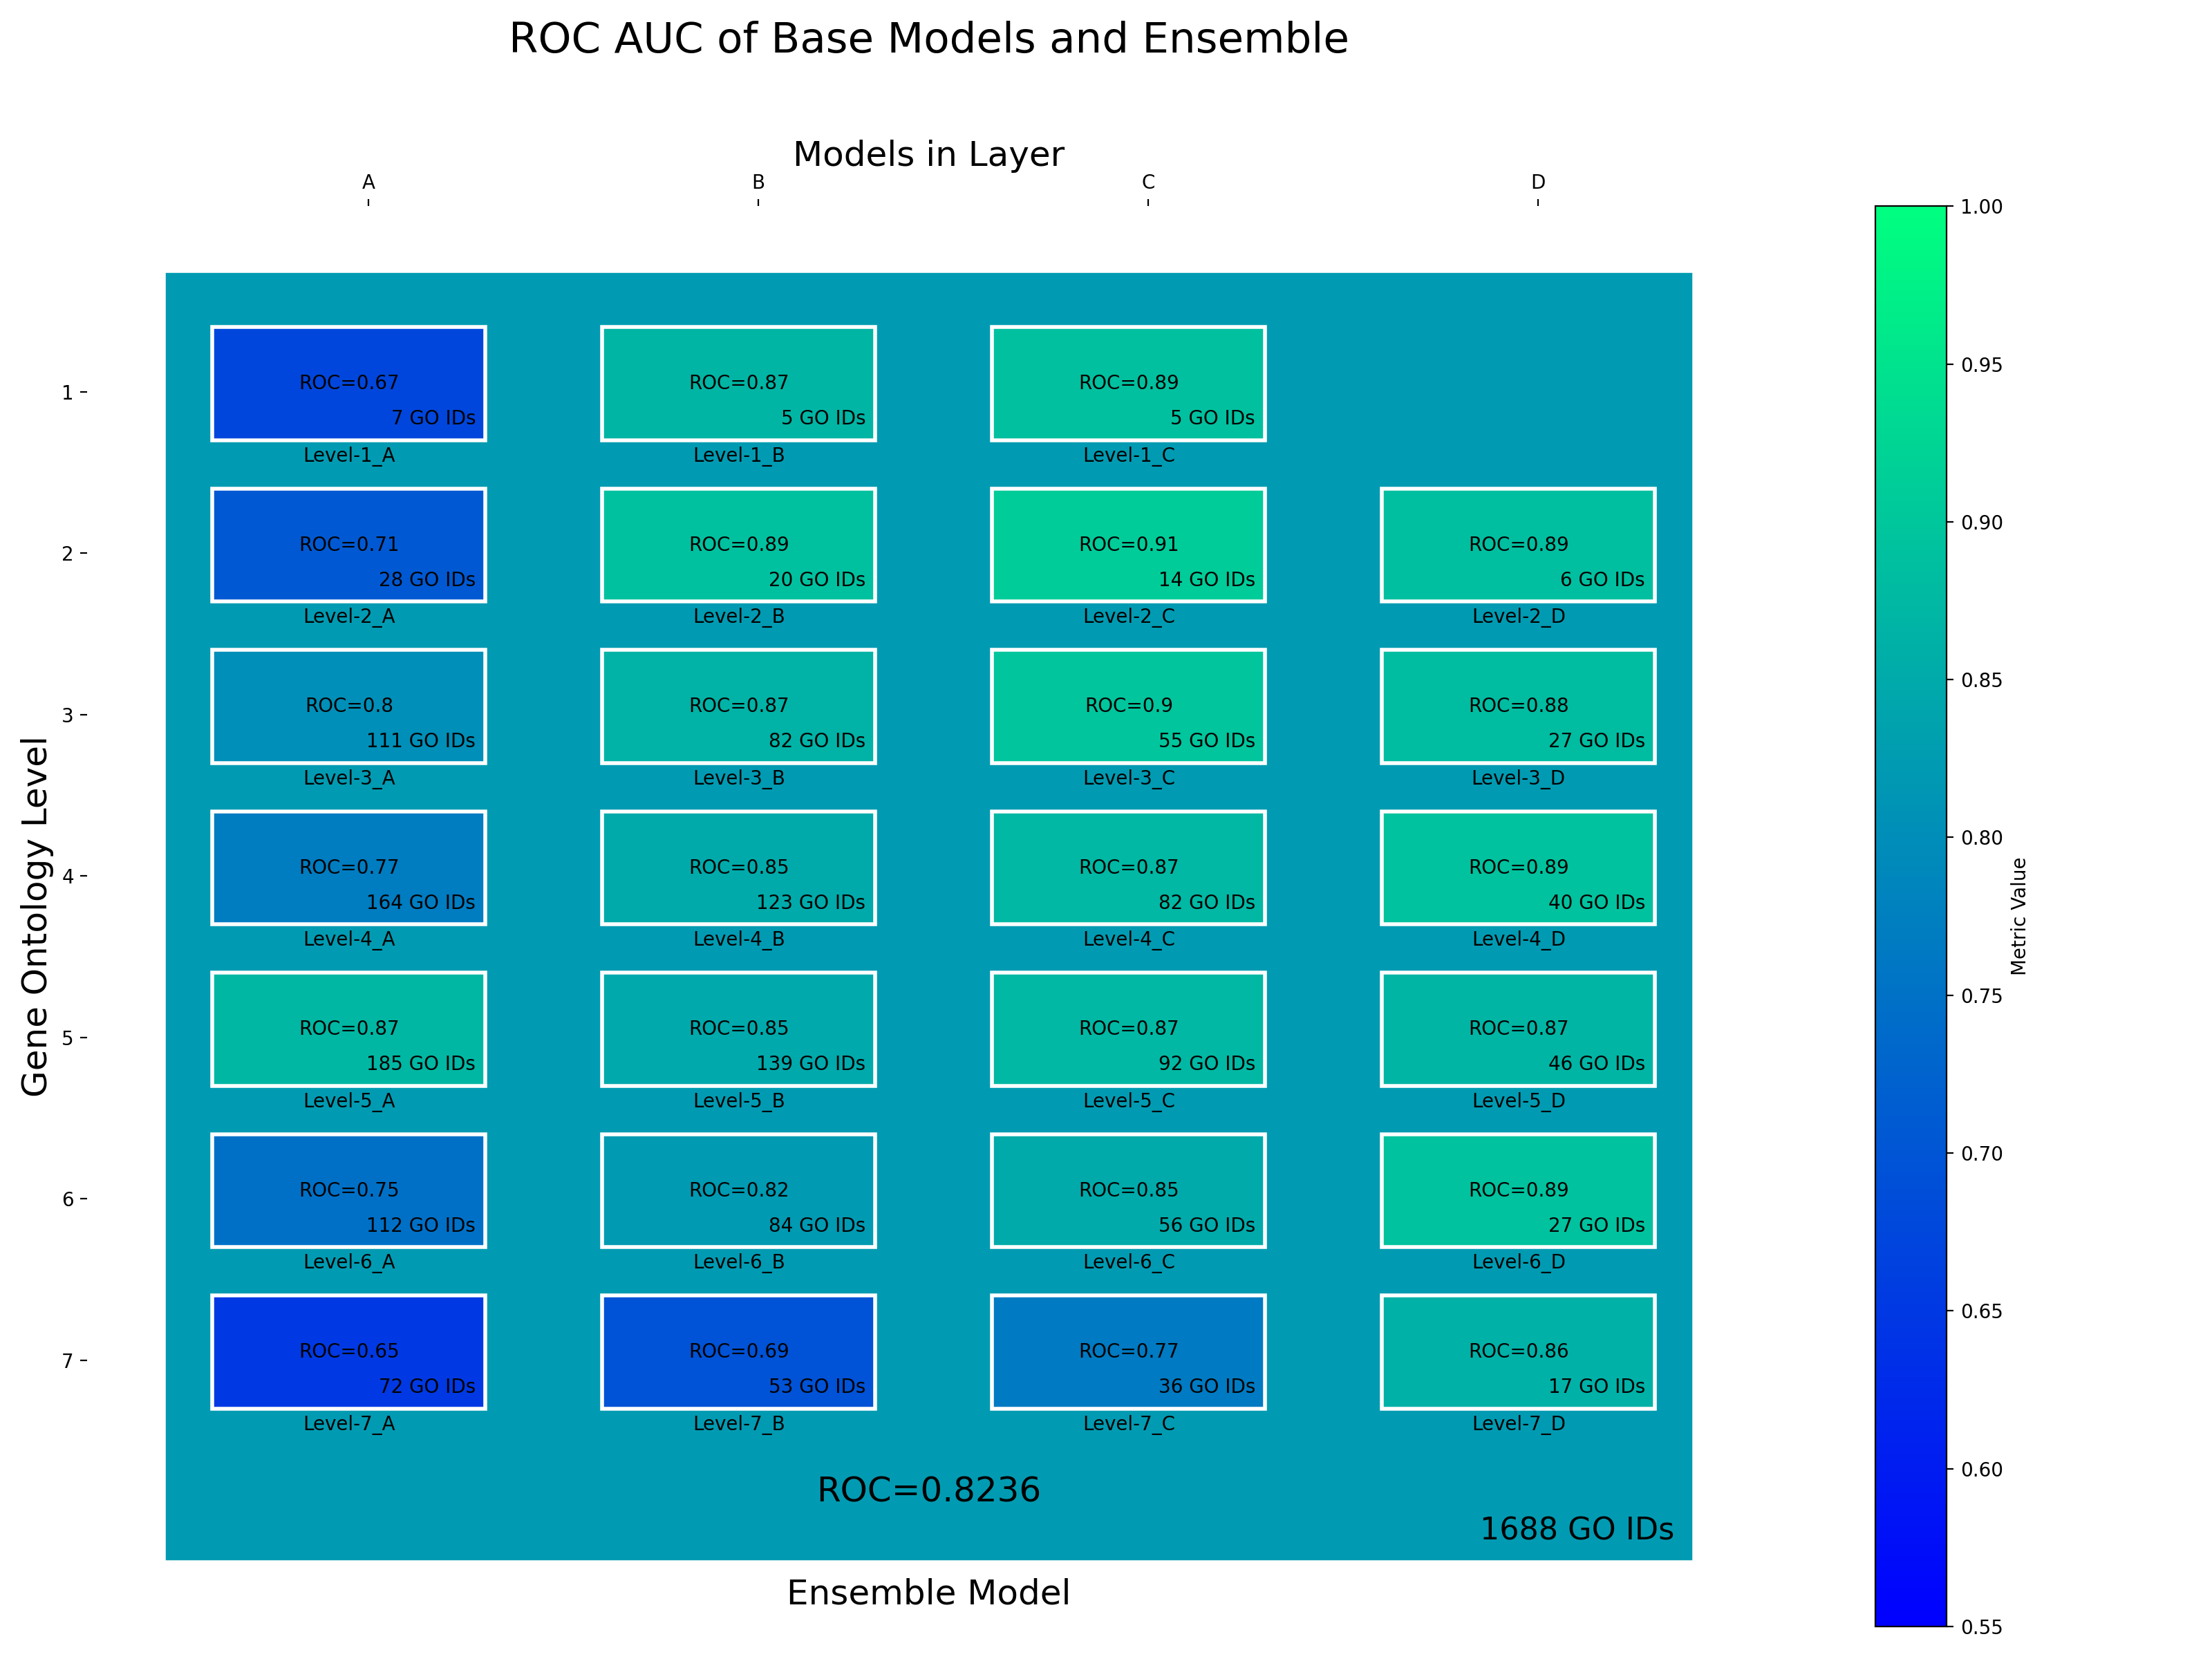 ROC AUC of Base Models and Ensemble
Models in Layer
A B C D
1.00
0.95
0.90
0.85
0.80
0.75
0.70
0.65
0.60
0.55
Metric Value
Gene Ontology Level
1
ROC=0.67 ROC=0.87 ROC=0.89
7 GO IDs 5 GO IDs 5 GO IDs
Level-1_A Level-1_B Level-1_C
2
ROC=0.71 ROC=0.89 ROC=0.91 ROC=0.89
28 GO IDs 20 GO IDs 14 GO IDs 6 GO IDs
Level-2_A Level-2_B Level-2_C Level-2_D
3
ROC=0.8 ROC=0.87 ROC=0.9 ROC=0.88
111 GO IDs 82 GO IDs 55 GO IDs 27 GO IDs
Level-3_A Level-3_B Level-3_C Level-3_D
4
ROC=0.77 ROC=0.85 ROC=0.87 ROC=0.89
164 GO IDs 123 GO IDs 82 GO IDs 40 GO IDs
Level-4_A Level-4_B Level-4_C Level-4_D
5
ROC=0.87 ROC=0.85 ROC=0.87 ROC=0.87
185 GO IDs 139 GO IDs 92 GO IDs 46 GO IDs
Level-5_A Level-5_B Level-5_C Level-5_D
6
ROC=0.75 ROC=0.82 ROC=0.85 ROC=0.89
112 GO IDs 84 GO IDs 56 GO IDs 27 GO IDs
Level-6_A Level-6_B Level-6_C Level-6_D
7
ROC=0.65 ROC=0.69 ROC=0.77 ROC=0.86
72 GO IDs 53 GO IDs 36 GO IDs 17 GO IDs
Level-7_A Level-7_B Level-7_C Level-7_D
ROC=0.8236
1688 GO IDs
Ensemble Model